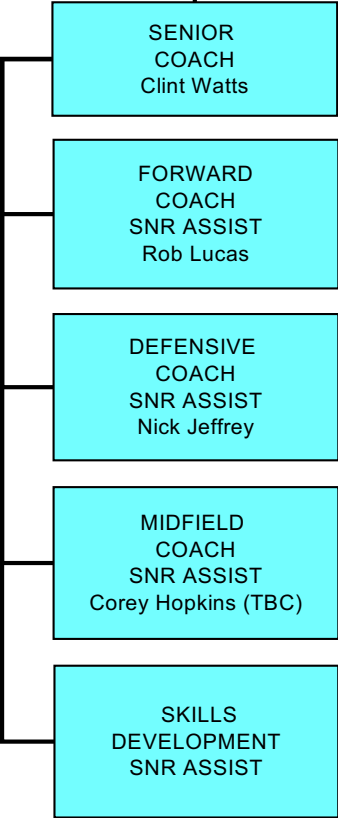 SENIOR
COACH
Clint Watts
FORWARD
COACH
SNR ASSIST
Rob Lucas
DEFENSIVE
COACH
SNR ASSIST
Nick Jeffrey
MIDFIELD
COACH
SNR ASSIST
Corey Hopkins (TBC)
SKILLS
DEVELOPMENT
SNR ASSIST